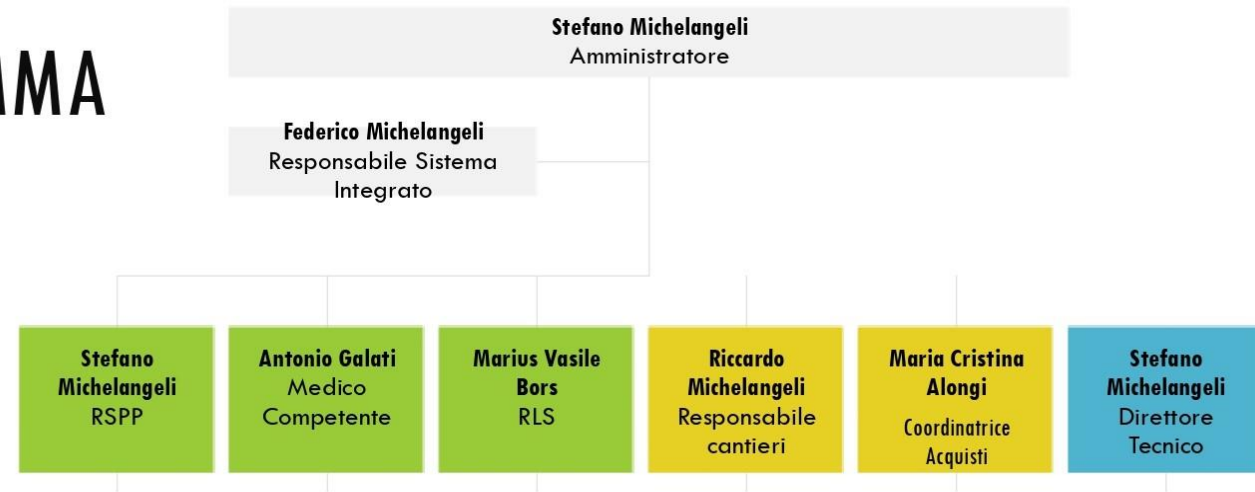 MMA
Stefano Michelangeli
Amministratore
Federico Michelangeli
Responsabile Sistema
Integrato
Stefano
Michelangeli
RSPP
Antonio Galati
Medico
Competente
Marius Vasile
Bors
RLS
Riccardo
Michelangeli
Responsabile
cantieri
Maria Cristina
Alongi
Coordinatrice
Acquisti
Stefano
Michelangeli
Direttore
Tecnico